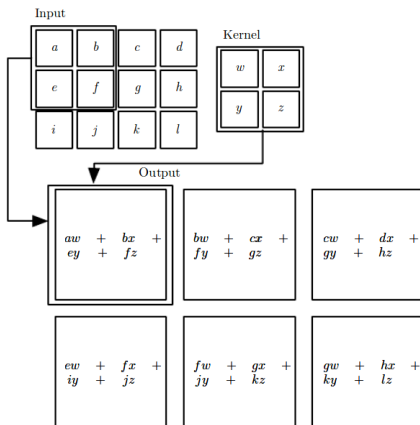 Input
Kernel
a b c d
e f g h
i j k l
w x
y z
Output
aw + bx +
ey + fz
bw + cx +
fy + gz
cw + dx +
gy + hz
ew + fx +
iy + jz
fw + gx +
jy + kz
gw + hx +
ky + lz